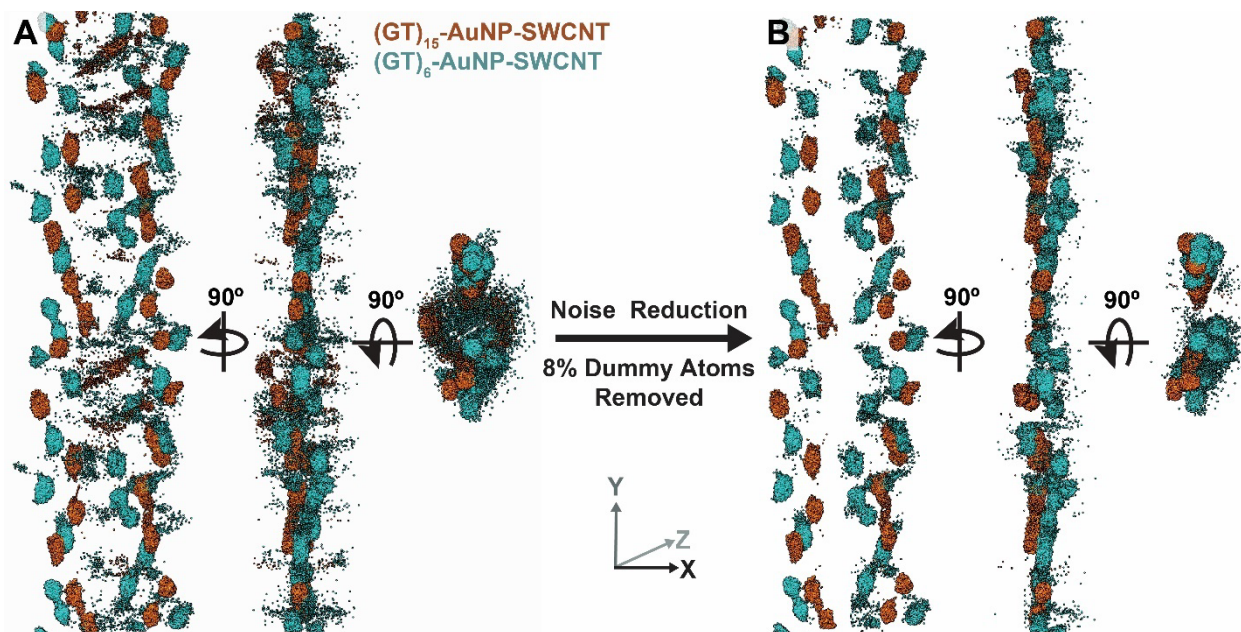 A
(GT)₁₅-AuNP-SWCNT
(GT)₆-AuNP-SWCNT
B
90º
90º
Noise Reduction
8% Dummy Atoms
Removed
90º
90º
Y
Z
X